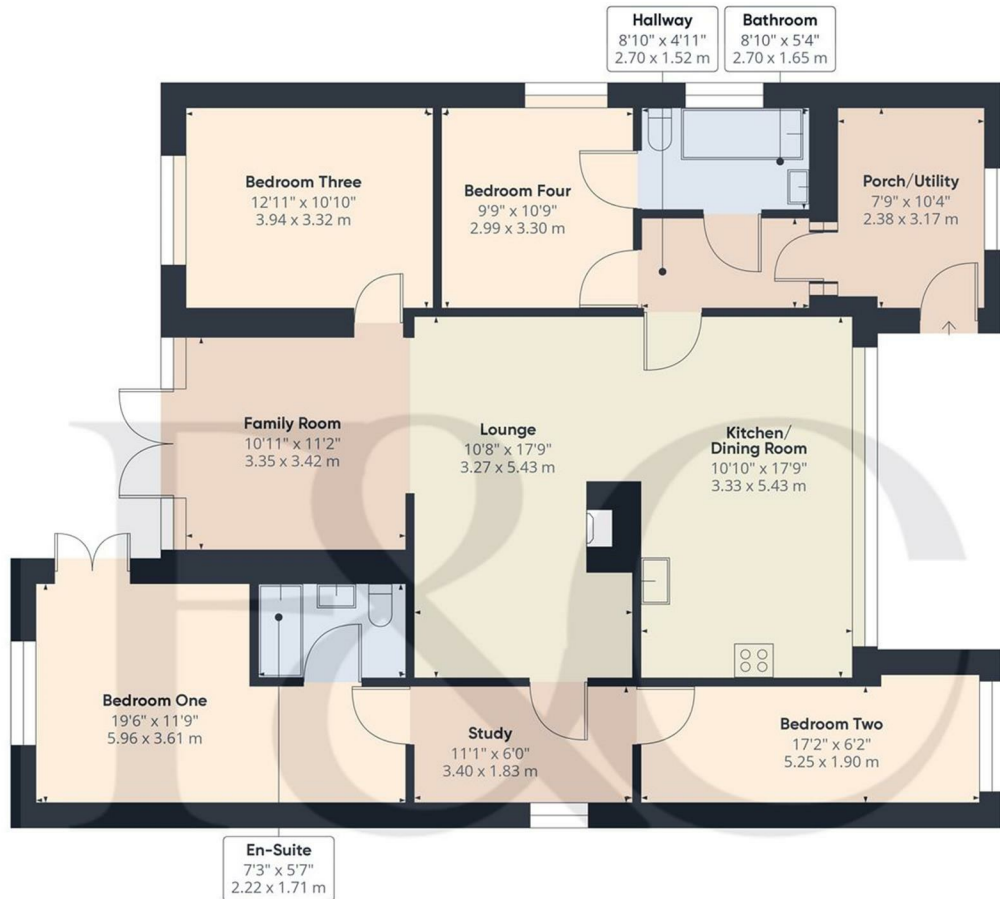 Hallway
8'10" x 4'11"
2.70 x 1.52 m
Bathroom
8'10" x 5'4"
2.70 x 1.65 m
Bedroom Three
12'11" x 10'10"
3.94 x 3.32 m
Bedroom Four
9'9" x 10'9"
2.99 x 3.30 m
Porch/Utility
7'9" x 10'4"
2.38 x 3.17 m
Family Room
10'11" x 11'2"
3.35 x 3.42 m
Lounge
10'8" x 17'9"
3.27 x 5.43 m
Kitchen/
Dining Room
10'10" x 17'9"
3.33 x 5.43 m
Bedroom One
19'6" x 11'9"
5.96 x 3.61 m
Study
11'1" x 6'0"
3.40 x 1.83 m
Bedroom Two
17'2" x 6'2"
5.25 x 1.90 m
En-Suite
7'3" x 5'7"
2.22 x 1.71 m
F&C